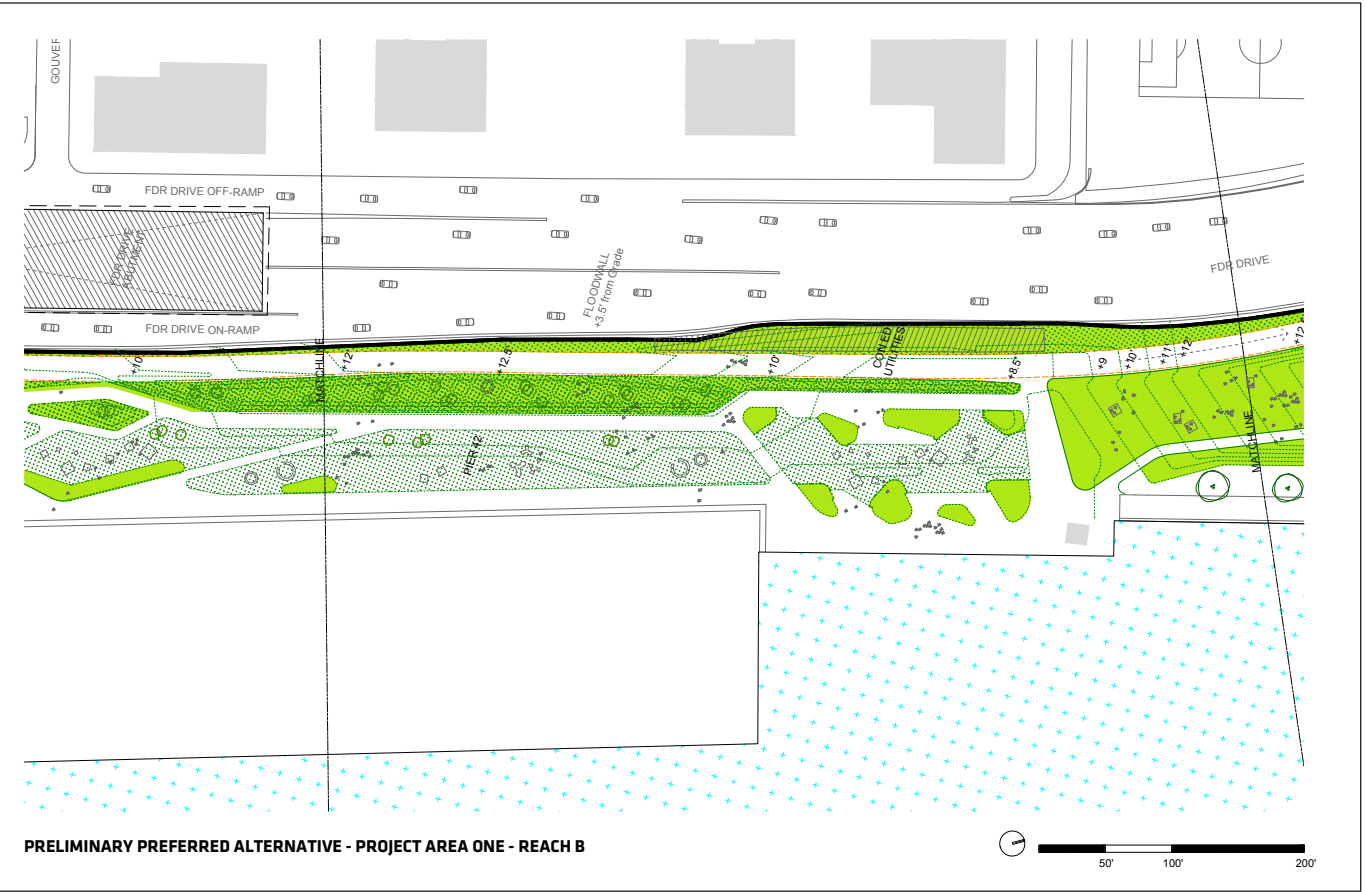 GOUVER
FDR DRIVE OFF-RAMP
FDR DRIVE
ABUTMENT
FDR DRIVE ON-RAMP
FLOODWALL
+3.5' from Grade
FDR DRIVE
MATCHLINE
+10'
+12'
+12.5'
+10'
CON ED
UTILITIES
+8.5'
+9
+10'
+11'
+12'
+12
PIER 42
MATCHLINE
PRELIMINARY PREFERRED ALTERNATIVE - PROJECT AREA ONE - REACH B
50'
100'
200'